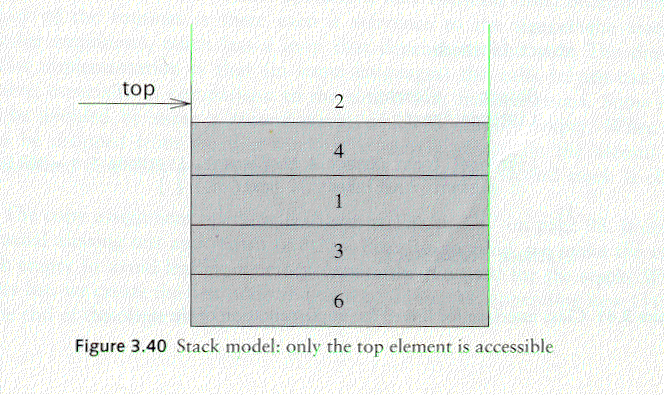 top
2
4
1
3
6
Figure 3.40 Stack model: only the top element is accessible